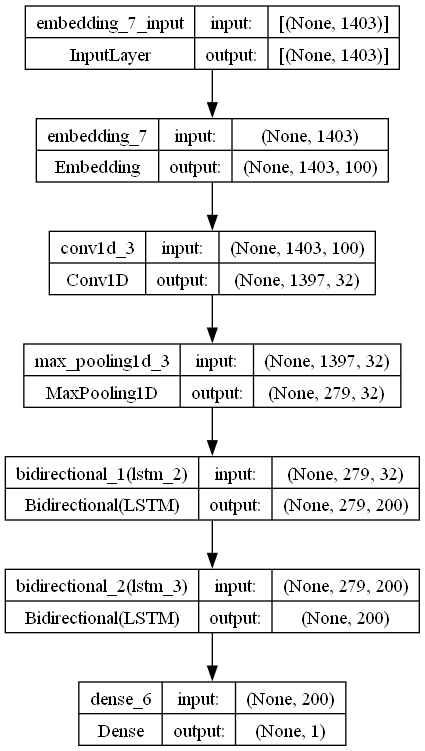 embedding_7_input input: [(None, 1403)]
InputLayer output: [(None, 1403)]
embedding_7 input: (None, 1403)
Embedding output: (None, 1403, 100)
conv1d_3 input: (None, 1403, 100)
Conv1D output: (None, 1397, 32)
max_pooling1d_3 input: (None, 1397, 32)
MaxPooling1D output: (None, 279, 32)
bidirectional_1(lstm_2) input: (None, 279, 32)
Bidirectional(LSTM) output: (None, 279, 200)
bidirectional_2(lstm_3) input: (None, 279, 200)
Bidirectional(LSTM) output: (None, 200)
dense_6 input: (None, 200)
Dense output: (None, 1)